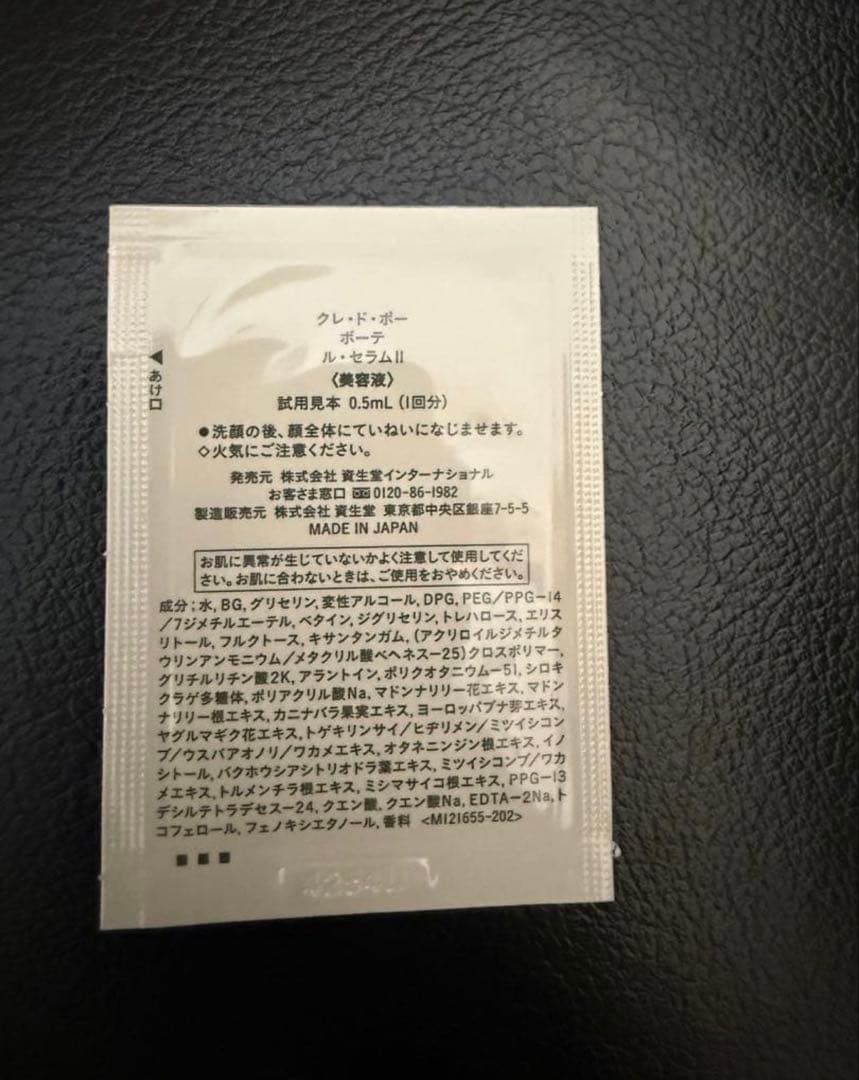 クレ・ド・ポー
ボーテ
ル・セラムII
〈美容液〉
試用見本 0.5mL (1回分)
◀あけ口
●洗顔の後、顔全体にていねいになじませます。
◇火気にご注意ください。
発売元 株式会社 資生堂インターナショナル
お客さま窓口 0120-86-1982
製造販売元 株式会社 資生堂 東京都中央区銀座7-5-5
MADE IN JAPAN
お肌に異常が生じていないかよく注意して使用してくだ
さい。お肌に合わないときは、ご使用をおやめください。
成分;水, BG, グリセリン, 変性アルコール, DPG, PEG/PPG-14
/7ジメチルエーテル, ベタイン, ジグリセリン, トレハロース, エリス
リトール, フルクトース, キサンタンガム, (アクリロイルジメチルタ
ウリンアンモニウム/メタクリル酸ベヘネス-25)クロスポリマー,
グリチルリチン酸2K, アラントイン, ポリクオタニウム-51, シロキ
クラゲ多糖体, ポリアクリル酸Na, マドンナリリー花エキス, マドン
ナリリー根エキス, カニナバラ果実エキス, ヨーロッパブナ芽エキス,
ヤグルマギク花エキス, トゲキリンサイ/ヒヂリメン/ミツイシコン
ブ/ウスバアオノリ/ワカメエキス, オタネニンジン根エキス, イノ
シトール, バクホウシアシトリオドラ葉エキス, ミツイシコンブ/ワカ
メエキス, トルメンチラ根エキス, ミシマサイコ根エキス, PPG-13
デシルテトラデセス-24, クエン酸, クエン酸Na, EDTA-2Na, ト
コフェロール, フェノキシエタノール, 香料 <M121655-202>